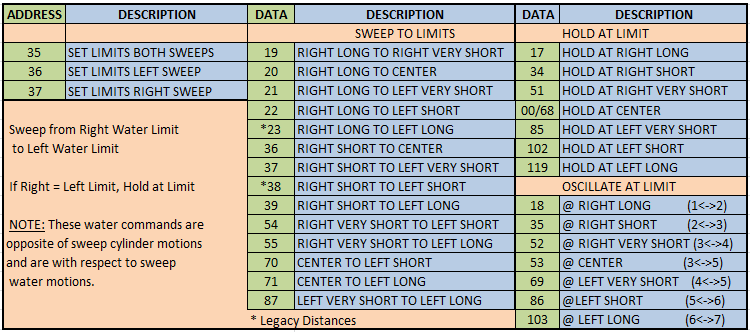 ADDRESS DESCRIPTION DATA DESCRIPTION DATA DESCRIPTION
SWEEP TO LIMITS HOLD AT LIMIT
35 SET LIMITS BOTH SWEEPS 19 RIGHT LONG TO RIGHT VERY SHORT 17 HOLD AT RIGHT LONG
36 SET LIMITS LEFT SWEEP 20 RIGHT LONG TO CENTER 34 HOLD AT RIGHT SHORT
37 SET LIMITS RIGHT SWEEP 21 RIGHT LONG TO LEFT VERY SHORT 51 HOLD AT RIGHT VERY SHORT
22 RIGHT LONG TO LEFT SHORT 00/68 HOLD AT CENTER
Sweep from Right Water Limit *23 RIGHT LONG TO LEFT LONG 85 HOLD AT LEFT VERY SHORT
to Left Water Limit 36 RIGHT SHORT TO CENTER 102 HOLD AT LEFT SHORT
37 RIGHT SHORT TO LEFT VERY SHORT 119 HOLD AT LEFT LONG
If Right = Left Limit, Hold at Limit *38 RIGHT SHORT TO LEFT SHORT OSCILLATE AT LIMIT
39 RIGHT SHORT TO LEFT LONG 18 @ RIGHT LONG (1<->2)
NOTE: These water commands are 54 RIGHT VERY SHORT TO LEFT SHORT 35 @ RIGHT SHORT (2<->3)
opposite of sweep cylinder motions 55 RIGHT VERY SHORT TO LEFT LONG 52 @ RIGHT VERY SHORT (3<->4)
and are with respect to sweep 70 CENTER TO LEFT SHORT 53 @ CENTER (3<->5)
water motions. 71 CENTER TO LEFT LONG 69 @ LEFT VERY SHORT (4<->5)
87 LEFT VERY SHORT TO LEFT LONG 86 @LEFT SHORT (5<->6)
* Legacy Distances 103 @ LEFT LONG (6<->7)